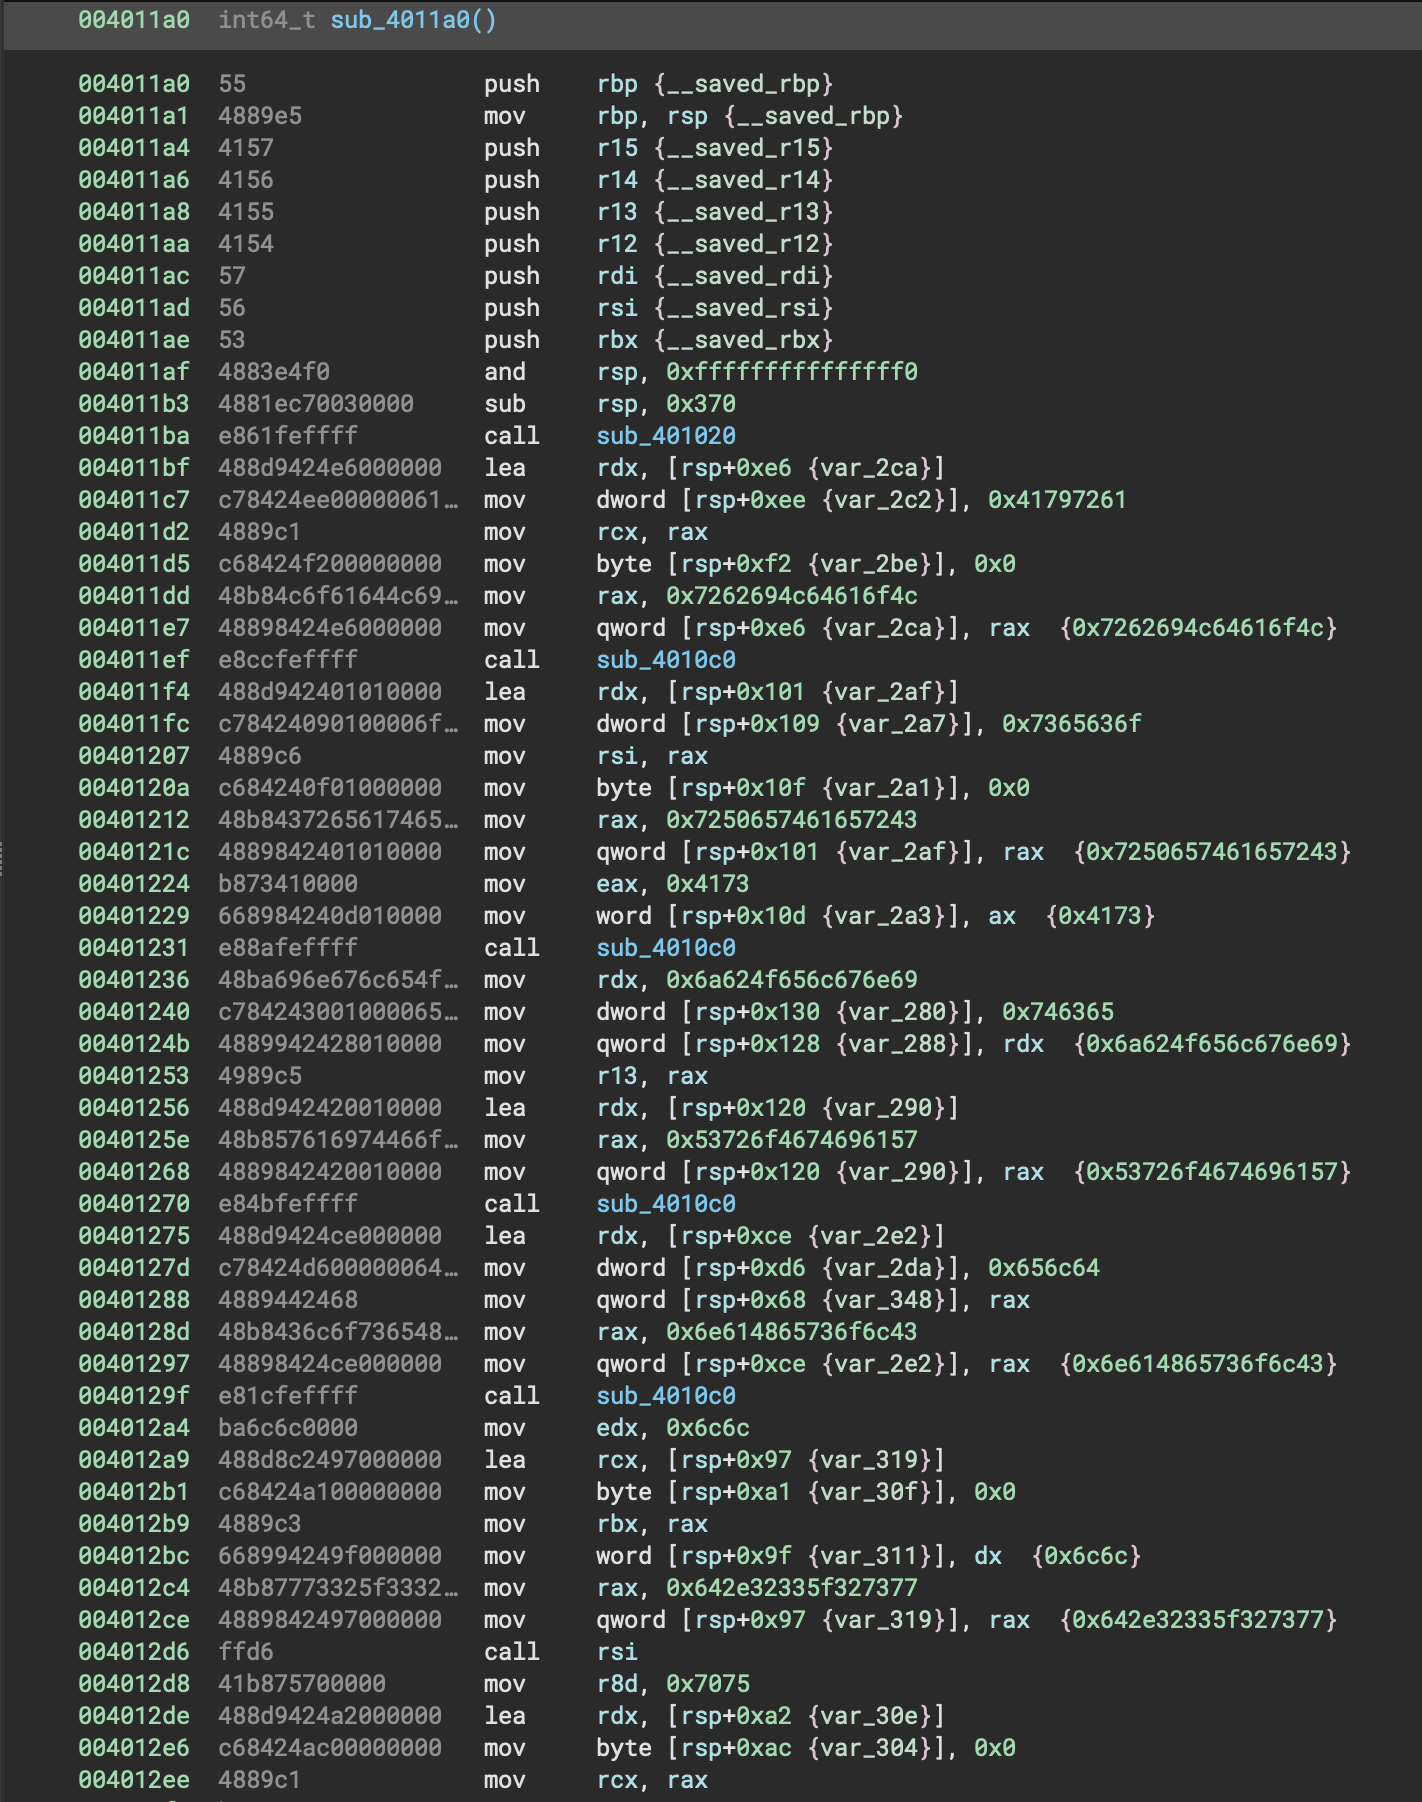 004011a0 int64_t sub_4011a0()
004011a0 55 push rbp {__saved_rbp}
004011a1 4889e5 mov rbp, rsp {__saved_rbp}
004011a4 4157 push r15 {__saved_r15}
004011a6 4156 push r14 {__saved_r14}
004011a8 4155 push r13 {__saved_r13}
004011aa 4154 push r12 {__saved_r12}
004011ac 57 push rdi {__saved_rdi}
004011ad 56 push rsi {__saved_rsi}
004011ae 53 push rbx {__saved_rbx}
004011af 4883e4f0 and rsp, 0xfffffffffffffff0
004011b3 4881ec70030000 sub rsp, 0x370
004011ba e861feffff call sub_401020
004011bf 488d9424e6000000 lea rdx, [rsp+0xe6 {var_2ca}]
004011c7 c78424ee00000061… mov dword [rsp+0xee {var_2c2}], 0x41797261
004011d2 4889c1 mov rcx, rax
004011d5 c68424f200000000 mov byte [rsp+0xf2 {var_2be}], 0x0
004011dd 48b84c6f61644c69… mov rax, 0x7262694c64616f4c
004011e7 48898424e6000000 mov qword [rsp+0xe6 {var_2ca}], rax {0x7262694c64616f4c}
004011ef e8ccfeffff call sub_4010c0
004011f4 488d942401010000 lea rdx, [rsp+0x101 {var_2af}]
004011fc c78424090100006f… mov dword [rsp+0x109 {var_2a7}], 0x7365636f
00401207 4889c6 mov rsi, rax
0040120a c684240f01000000 mov byte [rsp+0x10f {var_2a1}], 0x0
00401212 48b8437265617465… mov rax, 0x7250657461657243
0040121c 4889842401010000 mov qword [rsp+0x101 {var_2af}], rax {0x7250657461657243}
00401224 b873410000 mov eax, 0x4173
00401229 668984240d010000 mov word [rsp+0x10d {var_2a3}], ax {0x4173}
00401231 e88afeffff call sub_4010c0
00401236 48ba696e676c654f… mov rdx, 0x6a624f656c676e69
00401240 c784243001000065… mov dword [rsp+0x130 {var_280}], 0x746365
0040124b 4889942428010000 mov qword [rsp+0x128 {var_288}], rdx {0x6a624f656c676e69}
00401253 4989c5 mov r13, rax
00401256 488d942420010000 lea rdx, [rsp+0x120 {var_290}]
0040125e 48b857616974466f… mov rax, 0x53726f4674696157
00401268 4889842420010000 mov qword [rsp+0x120 {var_290}], rax {0x53726f4674696157}
00401270 e84bfeffff call sub_4010c0
00401275 488d9424ce000000 lea rdx, [rsp+0xce {var_2e2}]
0040127d c78424d600000064… mov dword [rsp+0xd6 {var_2da}], 0x656c64
00401288 4889442468 mov qword [rsp+0x68 {var_348}], rax
0040128d 48b8436c6f736548… mov rax, 0x6e614865736f6c43
00401297 48898424ce000000 mov qword [rsp+0xce {var_2e2}], rax {0x6e614865736f6c43}
0040129f e81cfeffff call sub_4010c0
004012a4 ba6c6c0000 mov edx, 0x6c6c
004012a9 488d8c2497000000 lea rcx, [rsp+0x97 {var_319}]
004012b1 c68424a100000000 mov byte [rsp+0xa1 {var_30f}], 0x0
004012b9 4889c3 mov rbx, rax
004012bc 668994249f000000 mov word [rsp+0x9f {var_311}], dx {0x6c6c}
004012c4 48b87773325f3332… mov rax, 0x642e32335f327377
004012ce 4889842497000000 mov qword [rsp+0x97 {var_319}], rax {0x642e32335f327377}
004012d6 ffd6 call rsi
004012d8 41b875700000 mov r8d, 0x7075
004012de 488d9424a2000000 lea rdx, [rsp+0xa2 {var_30e}]
004012e6 c68424ac00000000 mov byte [rsp+0xac {var_304}], 0x0
004012ee 4889c1 mov rcx, rax